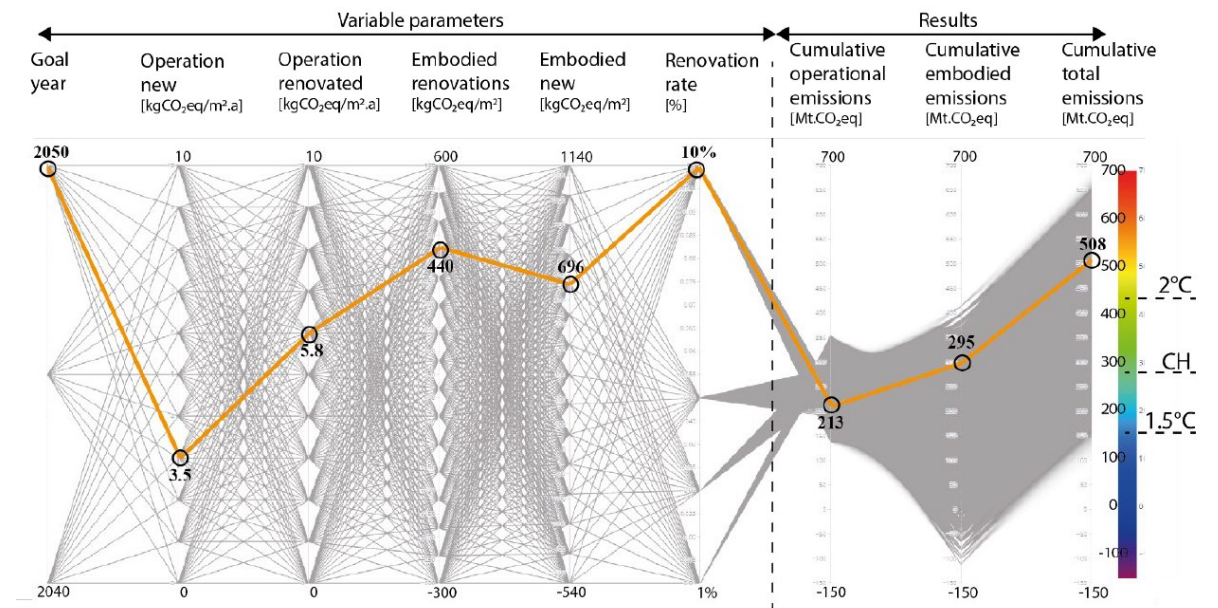 Variable parameters
Results
Goal year
Operation new [kgCO₂eq/m².a]
Operation renovated [kgCO₂eq/m².a]
Embodied renovations [kgCO₂eq/m²]
Embodied new [kgCO₂eq/m²]
Renovation rate [%]
Cumulative operational emissions [Mt.CO₂eq]
Cumulative embodied emissions [Mt.CO₂eq]
Cumulative total emissions [Mt.CO₂eq]
2050
10
10
600
1140
10%
700
700
700
700
600
508
500
2°C
400
440
696
300
CH
5.8
295
200
213
1.5°C
100
3.5
0
-100
2040
0
0
-300
-540
1%
-150
-150
-150